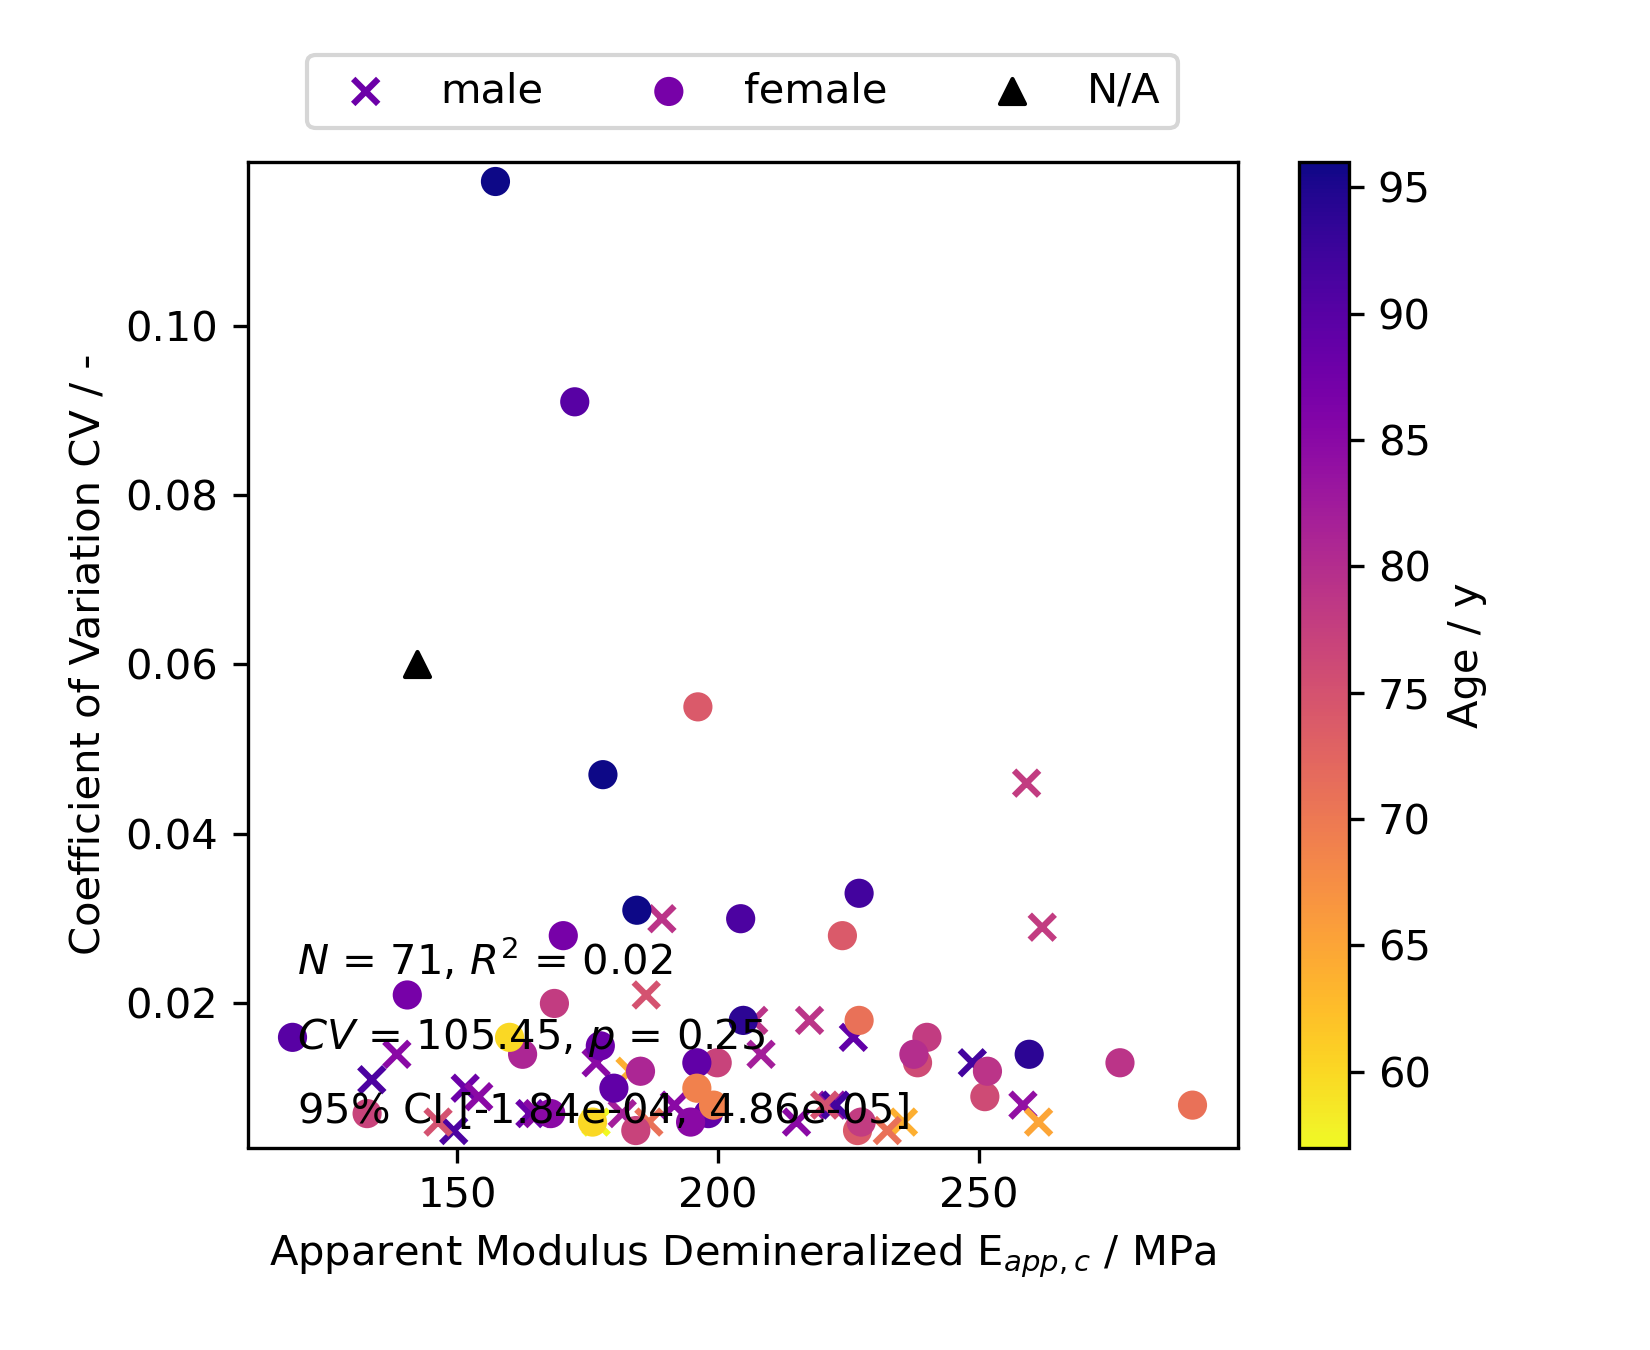 male female N/A
0.10
0.08
0.06
0.04
0.02
Coefficient of Variation CV / -
N = 71, R² = 0.02
CV = 105.45, p = 0.25
95% CI [-1.84e-04, 4.86e-05]
150 200 250
Apparent Modulus Demineralized E_app,c / MPa
95
90
85
80
75
70
65
60
Age / y